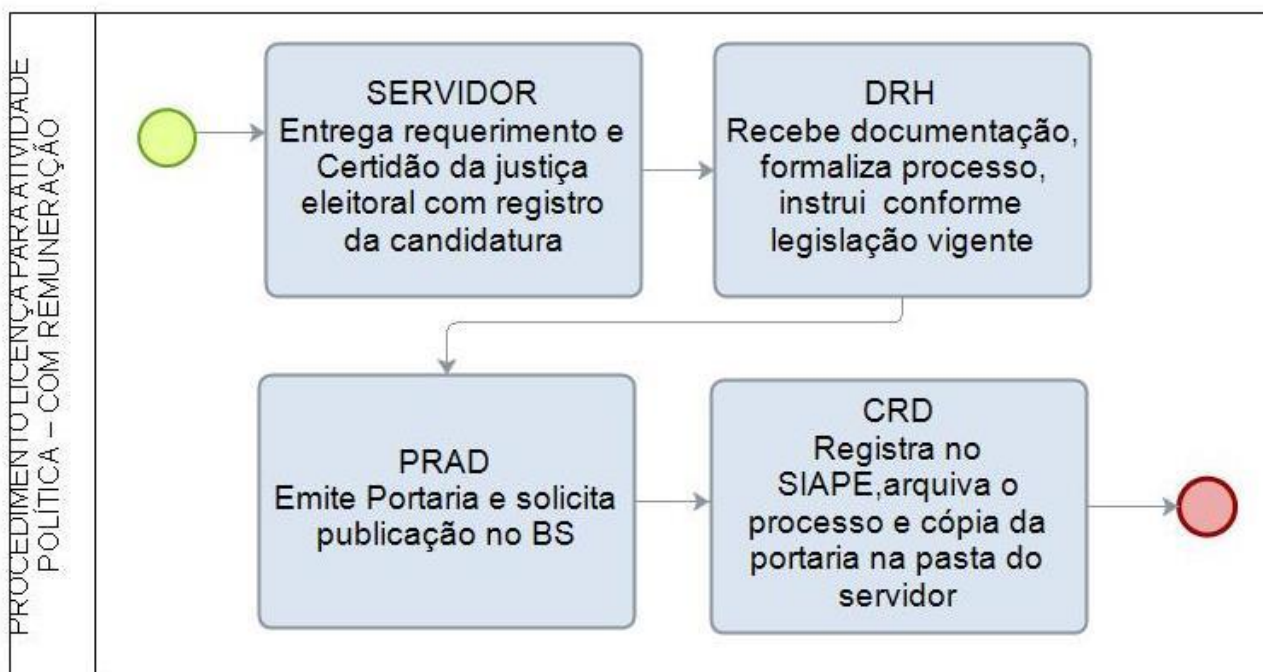 PROCEDIMENTO LICENÇA PARA ATIVIDADE
POLÍTICA – COM REMUNERAÇÃO
SERVIDOR
Entrega requerimento e
Certidão da justiça
eleitoral com registro
da candidatura
DRH
Recebe documentação,
formaliza processo,
instrui conforme
legislação vigente
PRAD
Emite Portaria e solicita
publicação no BS
CRD
Registra no
SIAPE,arquiva o
processo e cópia da
portaria na pasta do
servidor